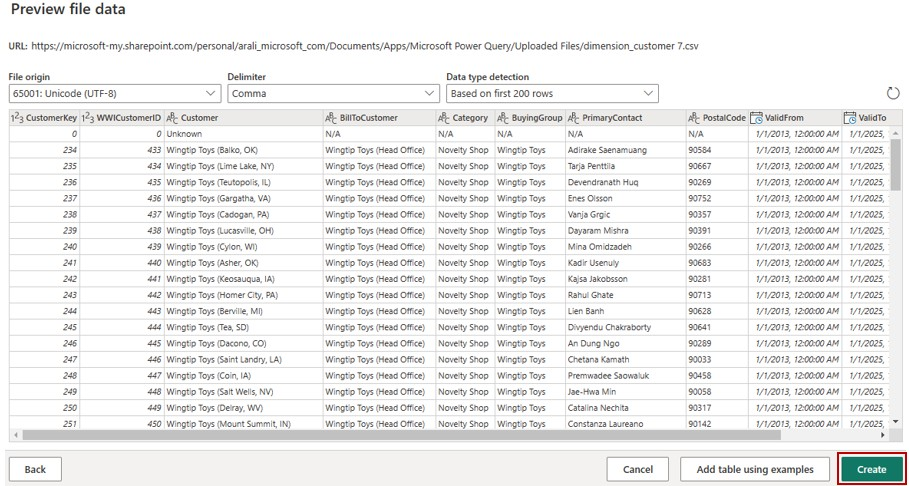 Preview file data
URL: https://microsoft-my.sharepoint.com/personal/arali_microsoft_com/Documents/Apps/Microsoft Power Query/Uploaded Files/dimension_customer 7.csv
File origin Delimiter Data type detection
65001: Unicode (UTF-8) Comma Based on first 200 rows
1²3 CustomerKey 1²3 WWICustomerID ABC Customer ABC BillToCustomer ABC Category ABC BuyingGroup ABC PrimaryContact ABC PostalCode ValidFrom ValidTo
0 0 Unknown N/A N/A N/A N/A N/A 1/1/2013, 12:00:00 AM 1/1/2025,
234 433 Wingtip Toys (Balko, OK) Wingtip Toys (Head Office) Novelty Shop Wingtip Toys Adirake Saenamuang 90584 1/1/2013, 12:00:00 AM 1/1/2025,
235 434 Wingtip Toys (Lime Lake, NY) Wingtip Toys (Head Office) Novelty Shop Wingtip Toys Tarja Penttila 90667 1/1/2013, 12:00:00 AM 1/1/2025,
236 435 Wingtip Toys (Teutopolis, IL) Wingtip Toys (Head Office) Novelty Shop Wingtip Toys Devendranath Huq 90269 1/1/2013, 12:00:00 AM 1/1/2025,
237 436 Wingtip Toys (Gargatha, VA) Wingtip Toys (Head Office) Novelty Shop Wingtip Toys Enes Olsson 90752 1/1/2013, 12:00:00 AM 1/1/2025,
238 437 Wingtip Toys (Cadogan, PA) Wingtip Toys (Head Office) Novelty Shop Wingtip Toys Vanja Grgic 90357 1/1/2013, 12:00:00 AM 1/1/2025,
239 438 Wingtip Toys (Lucasville, OH) Wingtip Toys (Head Office) Novelty Shop Wingtip Toys Dayaram Mishra 90391 1/1/2013, 12:00:00 AM 1/1/2025,
240 439 Wingtip Toys (Cylon, WI) Wingtip Toys (Head Office) Novelty Shop Wingtip Toys Mina Omidzadeh 90266 1/1/2013, 12:00:00 AM 1/1/2025,
241 440 Wingtip Toys (Asher, OK) Wingtip Toys (Head Office) Novelty Shop Wingtip Toys Kadir Usenuly 90683 1/1/2013, 12:00:00 AM 1/1/2025,
242 441 Wingtip Toys (Keosauqua, IA) Wingtip Toys (Head Office) Novelty Shop Wingtip Toys Kajsa Jakobsson 90281 1/1/2013, 12:00:00 AM 1/1/2025,
243 442 Wingtip Toys (Homer City, PA) Wingtip Toys (Head Office) Novelty Shop Wingtip Toys Rahul Ghate 90713 1/1/2013, 12:00:00 AM 1/1/2025,
244 443 Wingtip Toys (Berville, MI) Wingtip Toys (Head Office) Novelty Shop Wingtip Toys Lien Banh 90628 1/1/2013, 12:00:00 AM 1/1/2025,
245 444 Wingtip Toys (Tea, SD) Wingtip Toys (Head Office) Novelty Shop Wingtip Toys Divyendu Chakraborty 90641 1/1/2013, 12:00:00 AM 1/1/2025,
246 445 Wingtip Toys (Dacono, CO) Wingtip Toys (Head Office) Novelty Shop Wingtip Toys An Dung Ngo 90289 1/1/2013, 12:00:00 AM 1/1/2025,
247 446 Wingtip Toys (Saint Landry, LA) Wingtip Toys (Head Office) Novelty Shop Wingtip Toys Chetana Kamath 90033 1/1/2013, 12:00:00 AM 1/1/2025,
248 447 Wingtip Toys (Coin, IA) Wingtip Toys (Head Office) Novelty Shop Wingtip Toys Premwadee Saowaluk 90458 1/1/2013, 12:00:00 AM 1/1/2025,
249 448 Wingtip Toys (Salt Wells, NV) Wingtip Toys (Head Office) Novelty Shop Wingtip Toys Jae-Hwa Min 90058 1/1/2013, 12:00:00 AM 1/1/2025,
250 449 Wingtip Toys (Delray, WV) Wingtip Toys (Head Office) Novelty Shop Wingtip Toys Catalina Nechita 90317 1/1/2013, 12:00:00 AM 1/1/2025,
251 450 Wingtip Toys (Mount Summit, IN) Wingtip Toys (Head Office) Novelty Shop Wingtip Toys Constanza Laureano 90142 1/1/2013, 12:00:00 AM 1/1/2025,
Back Cancel Add table using examples Create